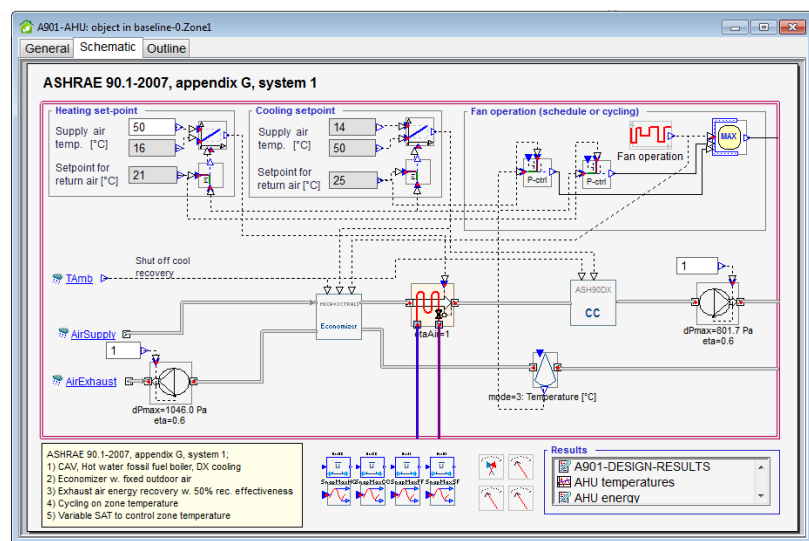 A901-AHU: object in baseline-0.Zone1
General Schematic Outline
ASHRAE 90.1-2007, appendix G, system 1
Heating set-point
Supply air
temp. [°C]
50
16
Setpoint for
return air [°C]
21
Cooling setpoint
Supply air
temp. [°C]
14
50
Setpoint for
return air [°C]
25
Fan operation (schedule or cycling)
Fan operation
MAX
P-ctrl
P-ctrl
Shut off cool
recovery
TAmb
AirSupply
AirExhaust
1
dPmax=1046.0 Pa
eta=0.6
Economizer
etaAir=1
ASH90DX
CC
1
dPmax=801.7 Pa
eta=0.6
mode=3: Temperature [°C]
ASHRAE 90.1-2007, appendix G, system 1;
1) CAV, Hot water fossil fuel boiler, DX cooling
2) Economizer w. fixed outdoor air
3) Exhaust air energy recovery w. 50% rec. effectiveness
4) Cycling on zone temperature
5) Variable SAT to control zone temperature
Results
A901-DESIGN-RESULTS
AHU temperatures
AHU energy